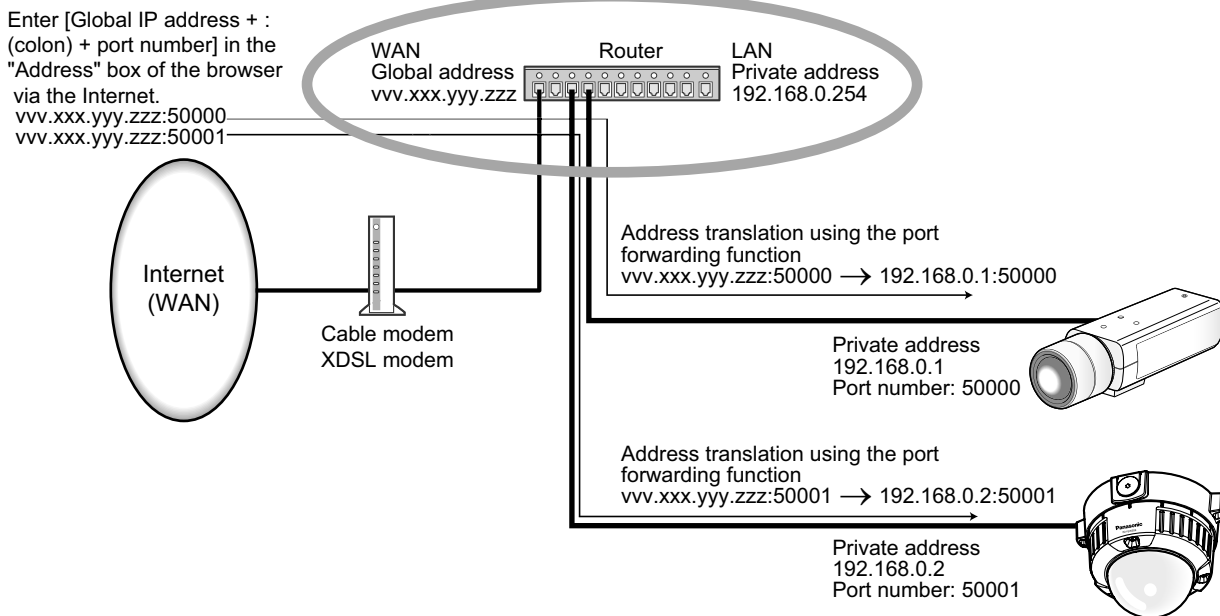 Enter [Global IP address + :
(colon) + port number] in the
"Address" box of the browser
via the Internet.
vvv.xxx.yyy.zzz:50000
vvv.xxx.yyy.zzz:50001
WAN
Global address
vvv.xxx.yyy.zzz
Router
LAN
Private address
192.168.0.254
Internet
(WAN)
Cable modem
XDSL modem
Address translation using the port
forwarding function
vvv.xxx.yyy.zzz:50000 → 192.168.0.1:50000
Private address
192.168.0.1
Port number: 50000
Address translation using the port
forwarding function
vvv.xxx.yyy.zzz:50001 → 192.168.0.2:50001
Panasonic
Private address
192.168.0.2
Port number: 50001